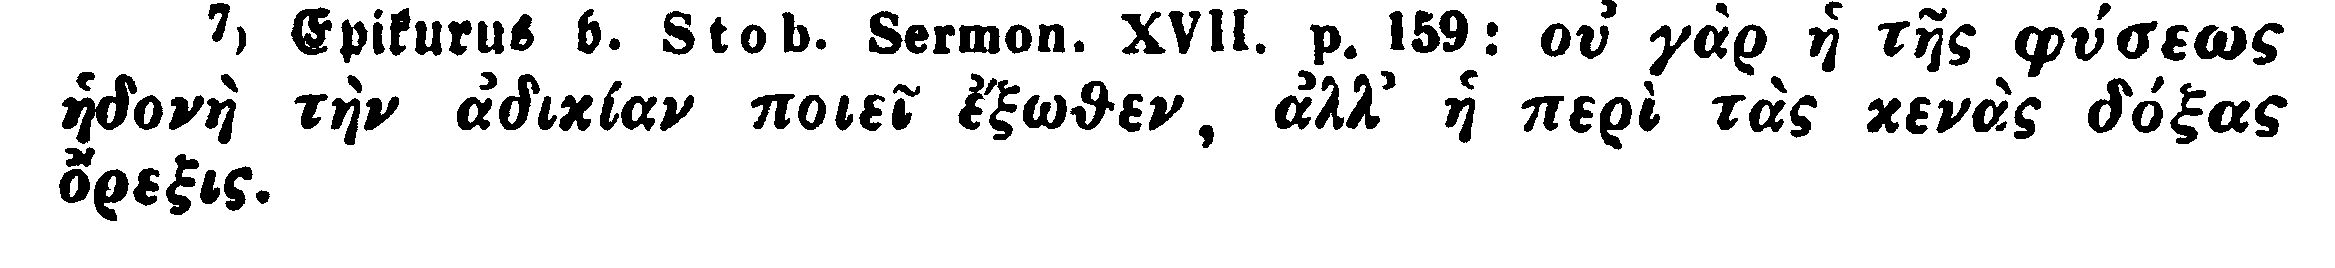 7) Epikurus b. Stob. Sermon. XVII. p. 159: οὐ γὰρ ἡ τῆς φύσεως
ἡδονὴ τὴν ἀδικίαν ποιεῖ ἔξωθεν, ἀλλ’ ἡ περὶ τὰς κενὰς δόξας
ὄρεξις.